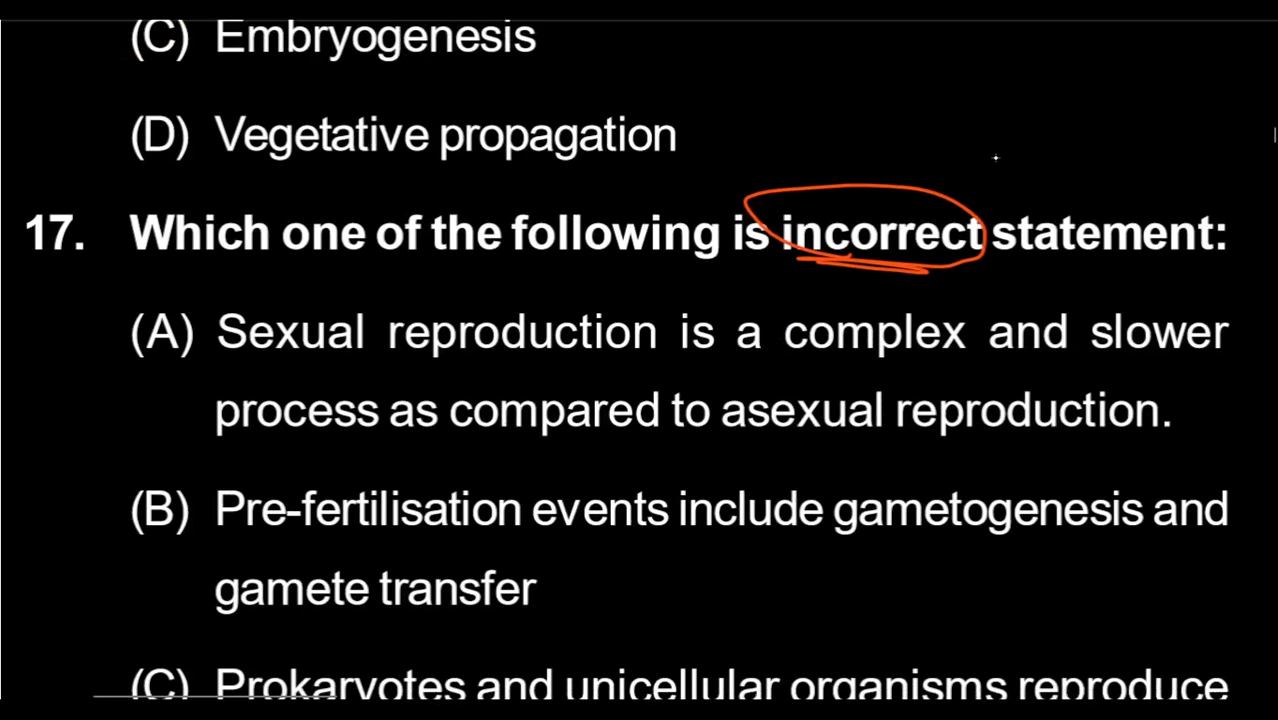 (C) Embryogenesis
(D) Vegetative propagation
17. Which one of the following is incorrect statement:
(A) Sexual reproduction is a complex and slower
process as compared to asexual reproduction.
(B) Pre-fertilisation events include gametogenesis and
gamete transfer
(C) Prokaryotes and unicellular organisms reproduce